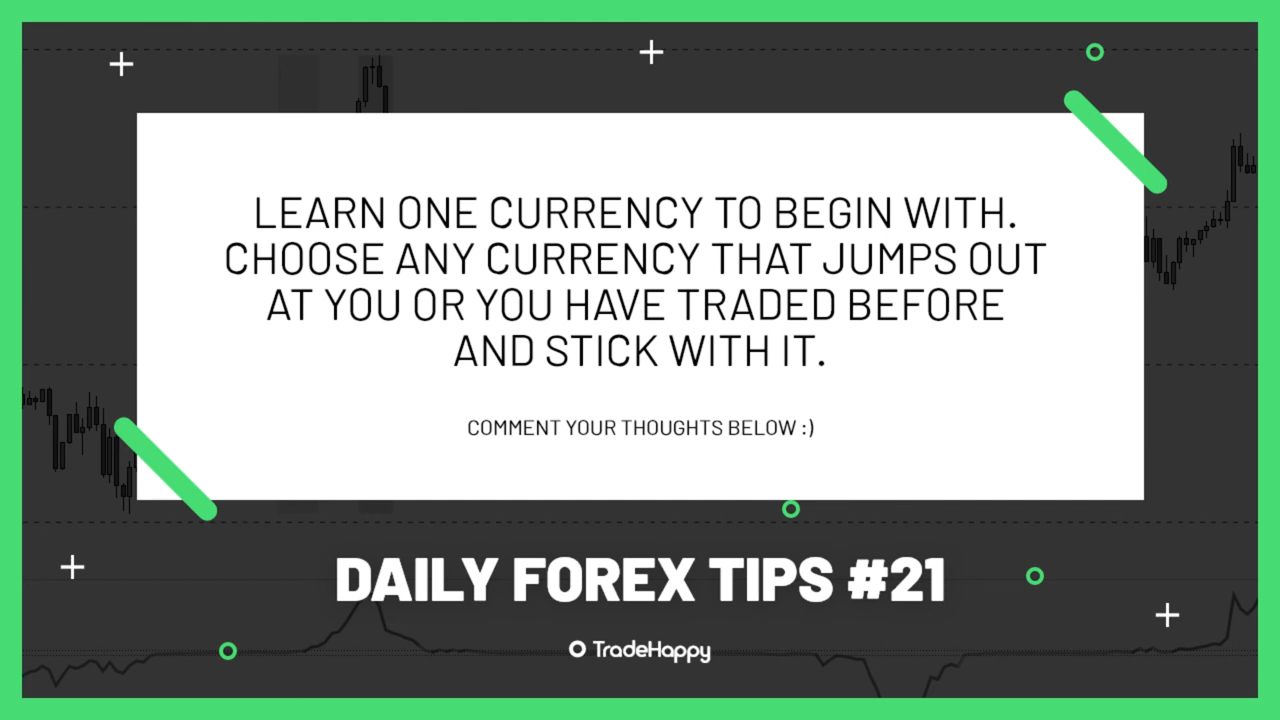 LEARN ONE CURRENCY TO BEGIN WITH.
CHOOSE ANY CURRENCY THAT JUMPS OUT
AT YOU OR YOU HAVE TRADED BEFORE
AND STICK WITH IT.
COMMENT YOUR THOUGHTS BELOW :)
DAILY FOREX TIPS #21
TradeHappy